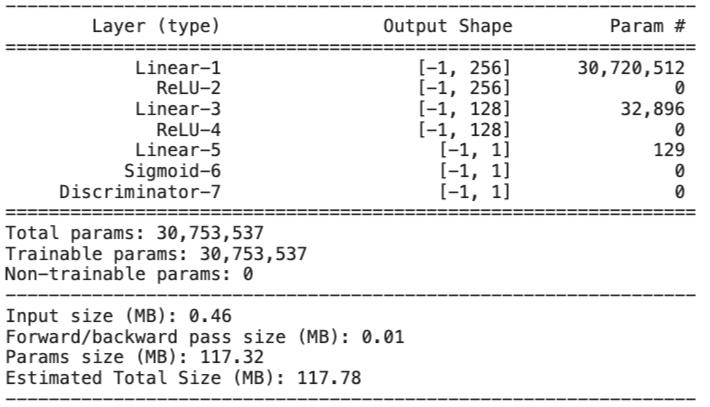 Layer (type) Output Shape Param #
Linear-1 [-1, 256] 30,720,512
ReLU-2 [-1, 256] 0
Linear-3 [-1, 128] 32,896
ReLU-4 [-1, 128] 0
Linear-5 [-1, 1] 129
Sigmoid-6 [-1, 1] 0
Discriminator-7 [-1, 1] 0
Total params: 30,753,537
Trainable params: 30,753,537
Non-trainable params: 0
Input size (MB): 0.46
Forward/backward pass size (MB): 0.01
Params size (MB): 117.32
Estimated Total Size (MB): 117.78